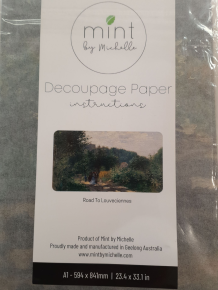 mint
by Michelle
Decoupage Paper
instructions
Road To Louveciennes
Product of Mint by Michelle
Proudly made and manufactured in Geelong Australia
www.mintbymichelle.com
A1 - 594 x 841mm | 23.4 x 33.1 in